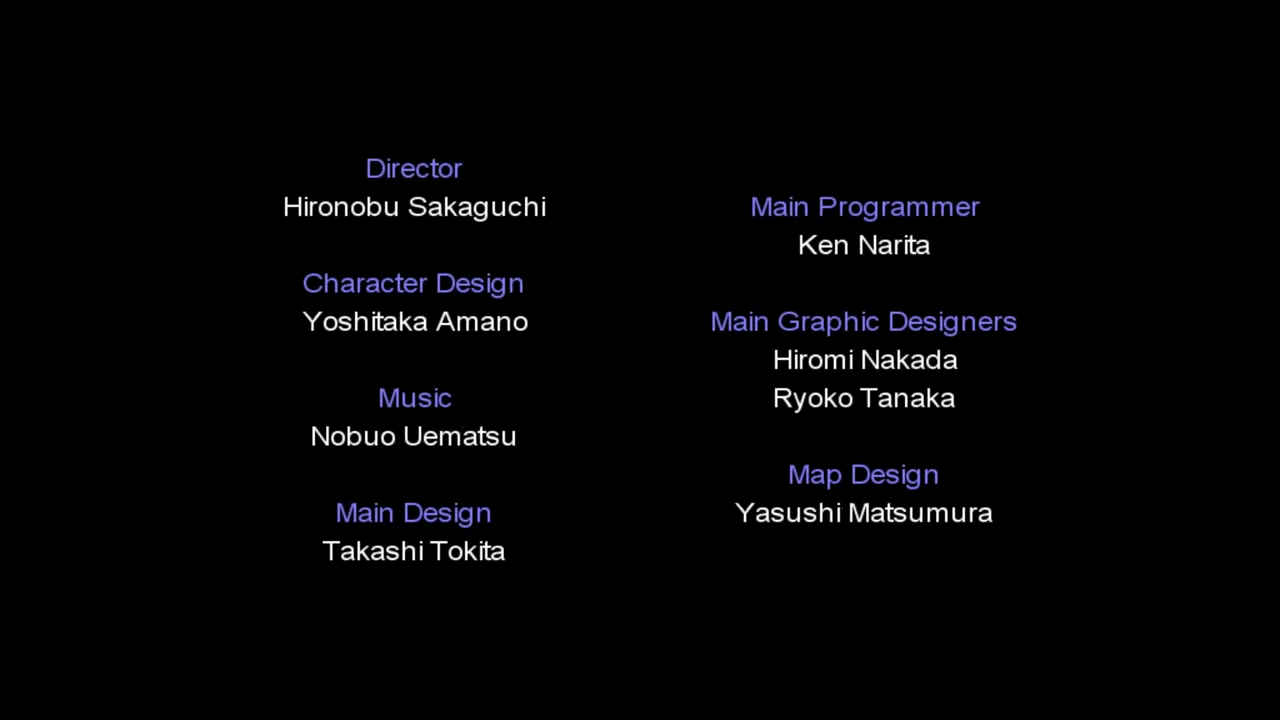 Director
Hironobu Sakaguchi
Character Design
Yoshitaka Amano
Music
Nobuo Uematsu
Main Design
Takashi Tokita
Main Programmer
Ken Narita
Main Graphic Designers
Hiromi Nakada
Ryoko Tanaka
Map Design
Yasushi Matsumura